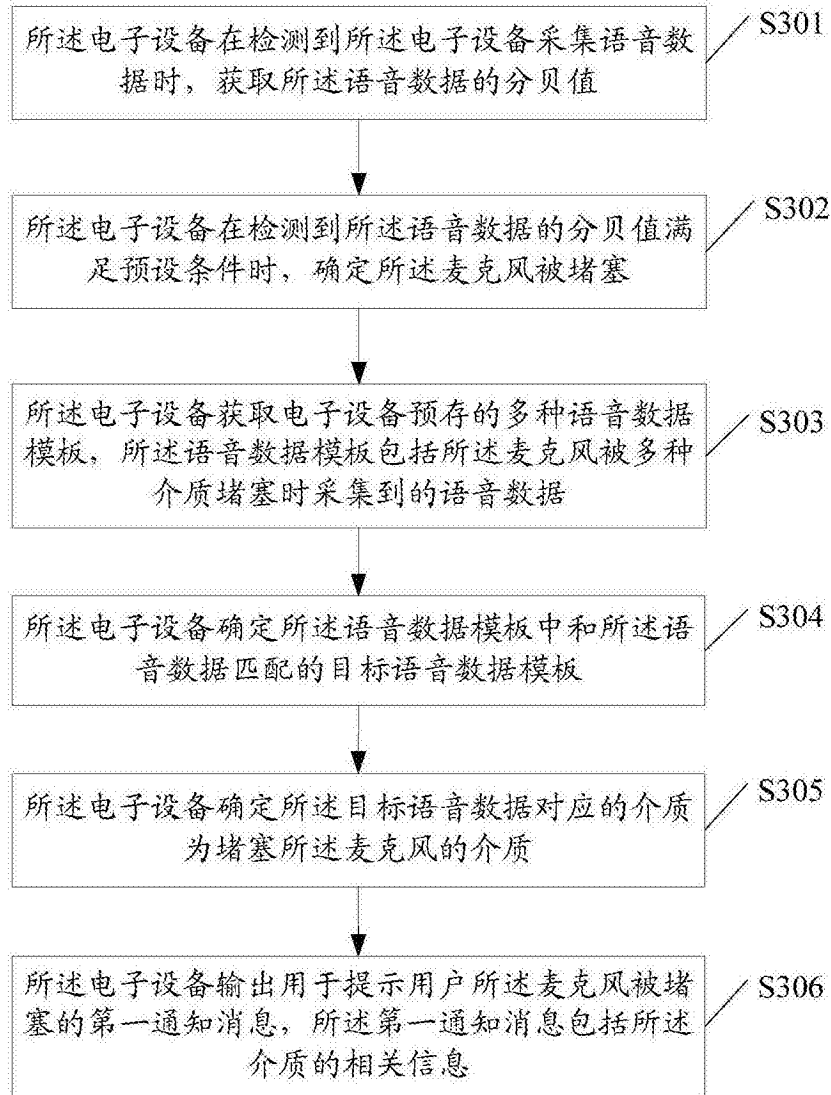 所述电子设备在检测到所述电子设备采集语音数
据时，获取所述语音数据的分贝值
S301
所述电子设备在检测到所述语音数据的分贝值满
足预设条件时，确定所述麦克风被堵塞
S302
所述电子设备获取电子设备预存的多种语音数据
模板，所述语音数据模板包括所述麦克风被多种
介质堵塞时采集到的语音数据
S303
所述电子设备确定所述语音数据模板中和所述语
音数据匹配的目标语音数据模板
S304
所述电子设备确定所述目标语音数据对应的介质
为堵塞所述麦克风的介质
S305
所述电子设备输出用于提示用户所述麦克风被堵
塞的第一通知消息，所述第一通知消息包括所述
介质的相关信息
S306